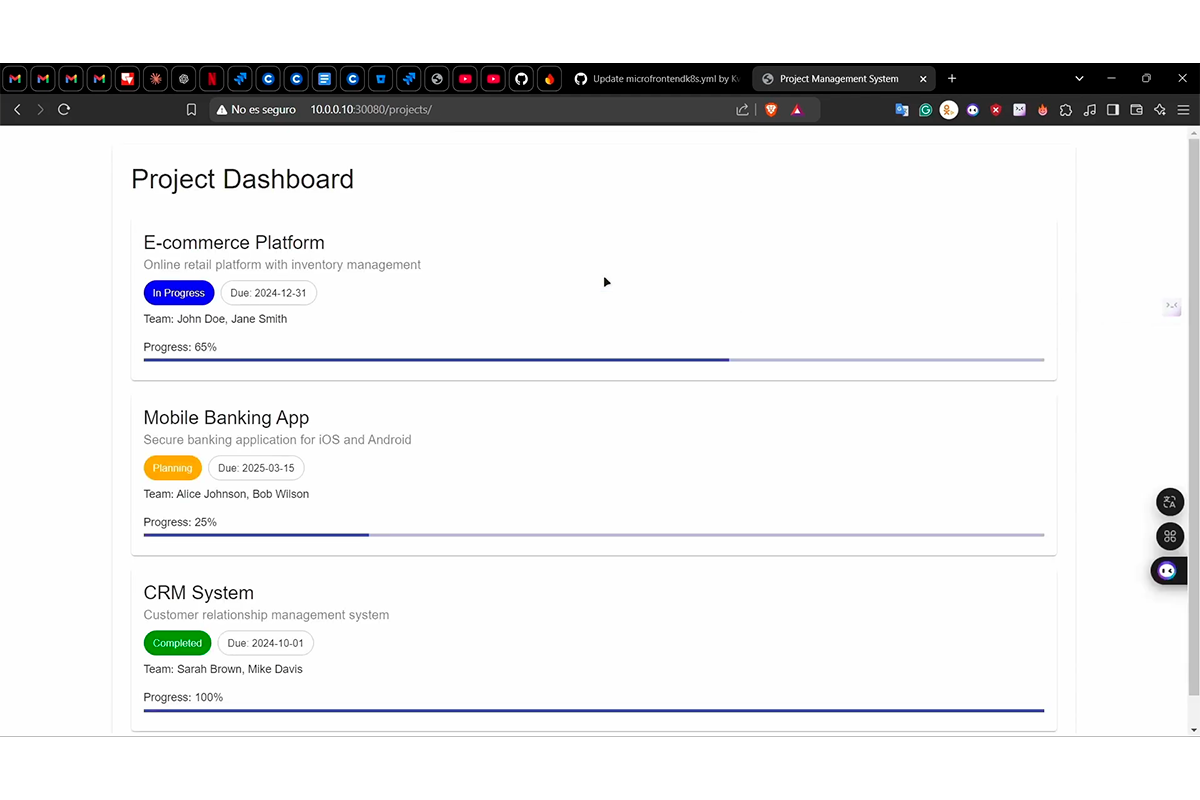 Update microfrontendk8s.yml by Kv
Project Management System
No es seguro
10.0.0.10:30080/projects/
Project Dashboard
E-commerce Platform
Online retail platform with inventory management
In Progress
Due: 2024-12-31
Team: John Doe, Jane Smith
Progress: 65%
Mobile Banking App
Secure banking application for iOS and Android
Planning
Due: 2025-03-15
Team: Alice Johnson, Bob Wilson
Progress: 25%
CRM System
Customer relationship management system
Completed
Due: 2024-10-01
Team: Sarah Brown, Mike Davis
Progress: 100%